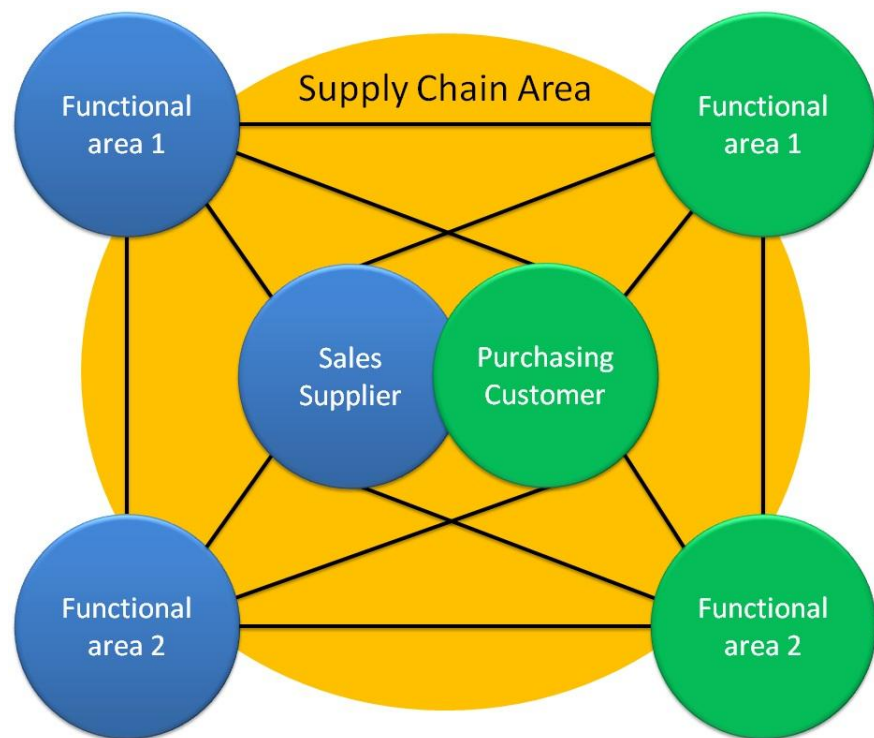 Supply Chain Area
Functional
area 1
Functional
area 1
Sales
Supplier
Purchasing
Customer
Functional
area 2
Functional
area 2